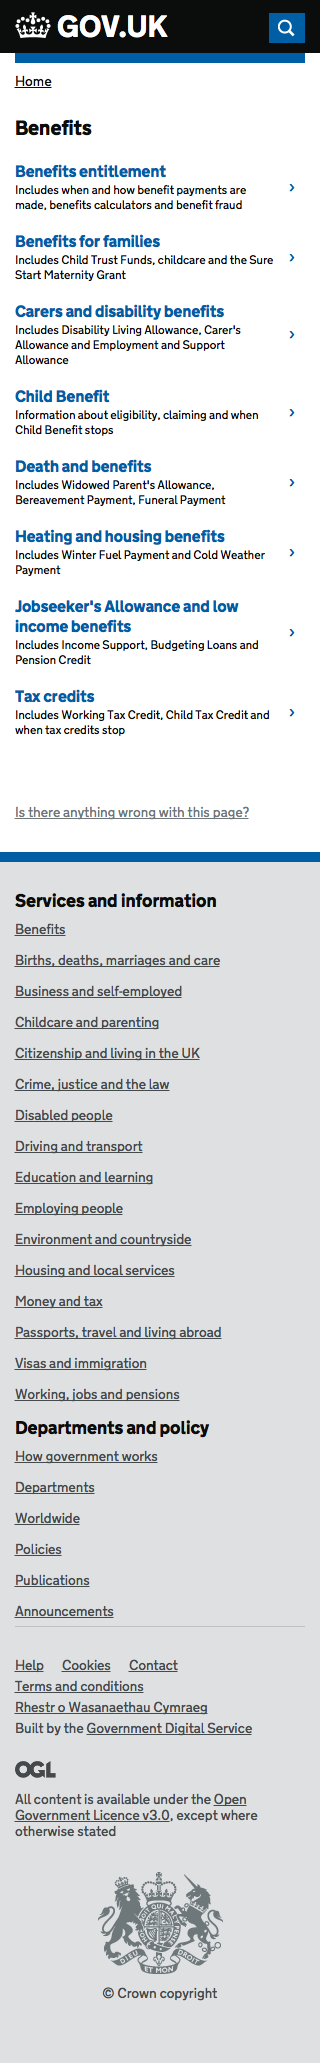 GOV.UK
Home
Benefits
Benefits entitlement
Includes when and how benefit payments are
made, benefits calculators and benefit fraud
Benefits for families
Includes Child Trust Funds, childcare and the Sure
Start Maternity Grant
Carers and disability benefits
Includes Disability Living Allowance, Carer's
Allowance and Employment and Support
Allowance
Child Benefit
Information about eligibility, claiming and when
Child Benefit stops
Death and benefits
Includes Widowed Parent's Allowance,
Bereavement Payment, Funeral Payment
Heating and housing benefits
Includes Winter Fuel Payment and Cold Weather
Payment
Jobseeker's Allowance and low
income benefits
Includes Income Support, Budgeting Loans and
Pension Credit
Tax credits
Includes Working Tax Credit, Child Tax Credit and
when tax credits stop
Is there anything wrong with this page?
Services and information
Benefits
Births, deaths, marriages and care
Business and self-employed
Childcare and parenting
Citizenship and living in the UK
Crime, justice and the law
Disabled people
Driving and transport
Education and learning
Employing people
Environment and countryside
Housing and local services
Money and tax
Passports, travel and living abroad
Visas and immigration
Working, jobs and pensions
Departments and policy
How government works
Departments
Worldwide
Policies
Publications
Announcements
Help Cookies Contact
Terms and conditions
Rhestr o Wasanaethau Cymraeg
Built by the Government Digital Service
OGL
All content is available under the Open
Government Licence v3.0, except where
otherwise stated
DIEU ET MON DROIT
© Crown copyright